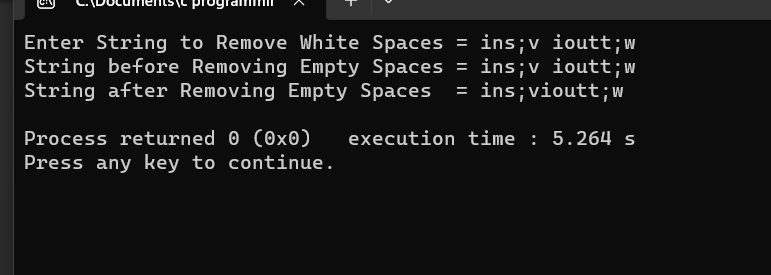 C:\Documents\c programmir
Enter String to Remove White Spaces = ins;v ioutt;w
String before Removing Empty Spaces = ins;v ioutt;w
String after Removing Empty Spaces  = ins;vioutt;w
Process returned 0 (0x0)   execution time : 5.264 s
Press any key to continue.